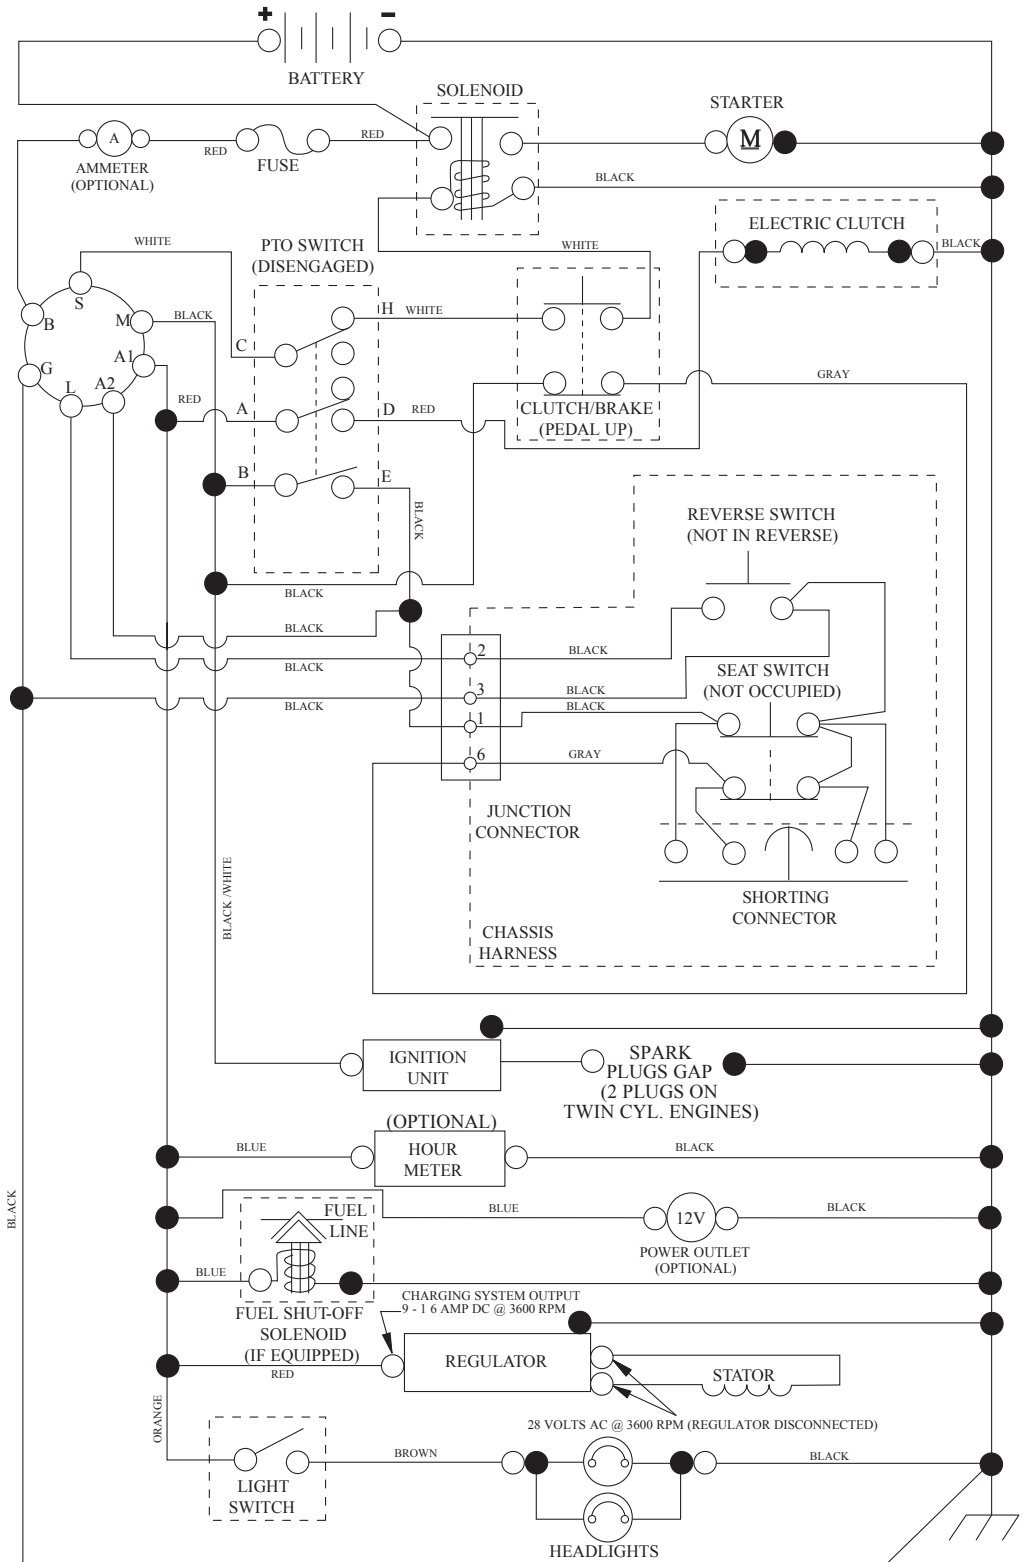 + −
BATTERY
SOLENOID
STARTER
M
A
AMMETER
(OPTIONAL)
RED
FUSE
RED
BLACK
ELECTRIC CLUTCH
BLACK
WHITE
PTO SWITCH
(DISENGAGED)
WHITE
S
B
M
BLACK
H
WHITE
G
A1
C
L
A2
RED
A
D
RED
CLUTCH/BRAKE
(PEDAL UP)
GRAY
B
E
BLACK
REVERSE SWITCH
(NOT IN REVERSE)
BLACK
BLACK
2
BLACK
BLACK
SEAT SWITCH
(NOT OCCUPIED)
3
BLACK
BLACK
BLACK
1
6
GRAY
JUNCTION
CONNECTOR
SHORTING
CONNECTOR
BLACK /WHITE
CHASSIS
HARNESS
IGNITION
UNIT
SPARK
PLUGS GAP
(2 PLUGS ON
TWIN CYL. ENGINES)
(OPTIONAL)
HOUR
METER
BLUE
BLACK
BLACK
FUEL
LINE
BLUE
12V
BLACK
POWER OUTLET
(OPTIONAL)
BLUE
FUEL SHUT-OFF
SOLENOID
(IF EQUIPPED)
RED
CHARGING SYSTEM OUTPUT
9 - 1 6 AMP DC @ 3600 RPM
REGULATOR
STATOR
28 VOLTS AC @ 3600 RPM (REGULATOR DISCONNECTED)
ORANGE
LIGHT
SWITCH
BROWN
BLACK
HEADLIGHTS